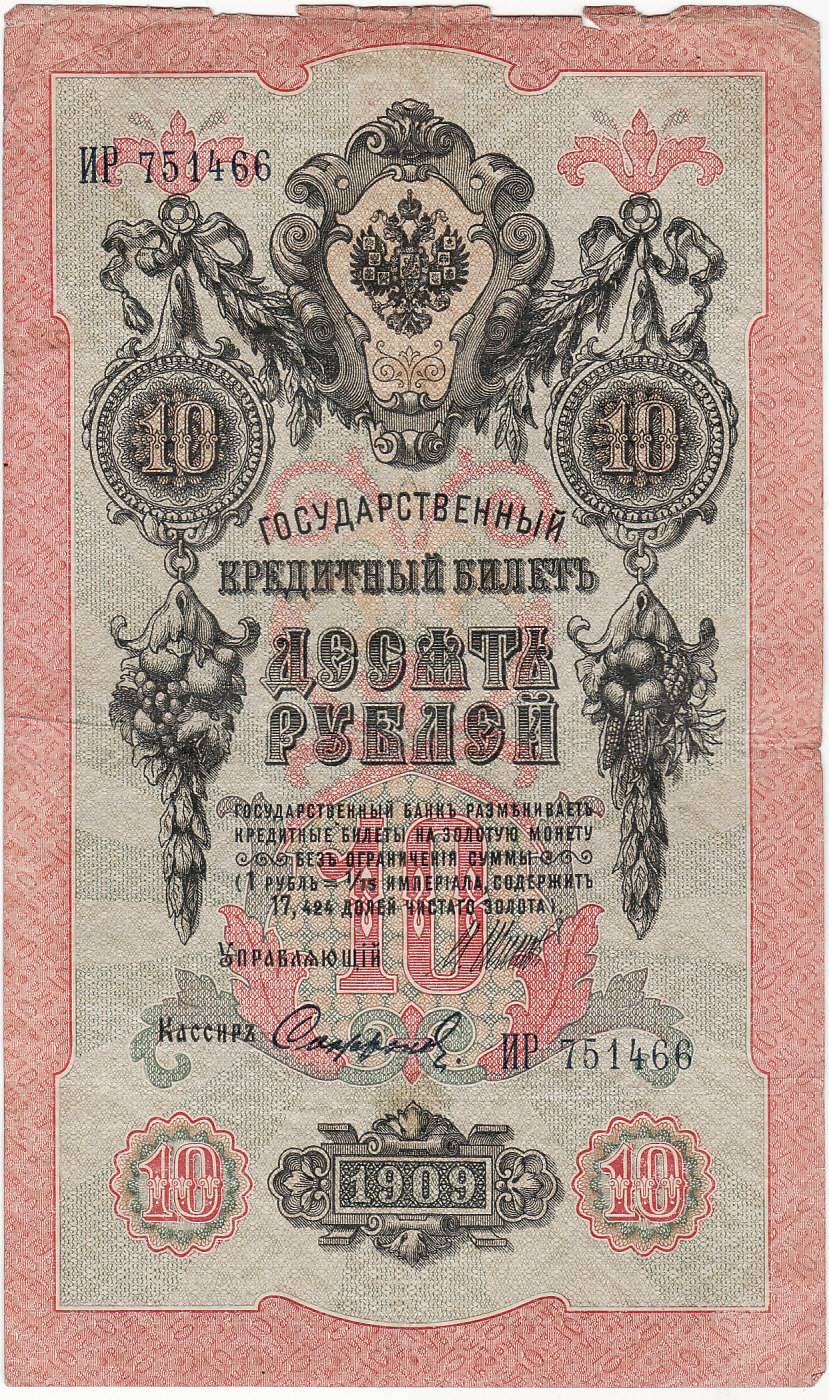 ИР 751466
10 10
ГОСУДАРСТВЕННЫЙ
КРЕДИТНЫЙ БИЛЕТЪ
ДЕСЯТЬ
РУБЛЕЙ
ГОСУДАРСТВЕННЫЙ БАНКЪ РАЗМѢНИВАЕТЪ
КРЕДИТНЫЕ БИЛЕТЫ НА ЗОЛОТУЮ МОНЕТУ
БЕЗЪ ОГРАНИЧЕНІЯ СУММЫ
(1 РУБЛЬ = 1/15 ИМПЕРІАЛА, СОДЕРЖИТЪ
17,424 ДОЛЕЙ ЧИСТАГО ЗОЛОТА).
10
УПРАВЛЯЮЩІЙ
КАССИРЪ
ИР 751466
10 1909 10